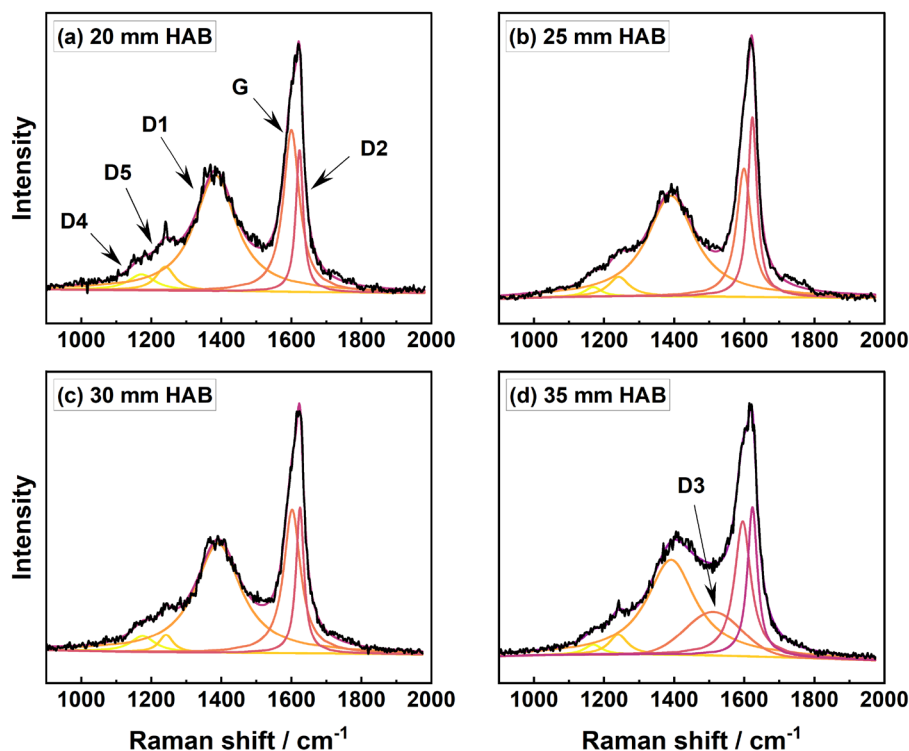 (a) 20 mm HAB
(b) 25 mm HAB
G
D1
D2
D5
D4
Intensity
1000 1200 1400 1600 1800 2000
1000 1200 1400 1600 1800 2000
(c) 30 mm HAB
(d) 35 mm HAB
D3
Intensity
1000 1200 1400 1600 1800 2000
1000 1200 1400 1600 1800 2000
Raman shift / cm⁻¹
Raman shift / cm⁻¹